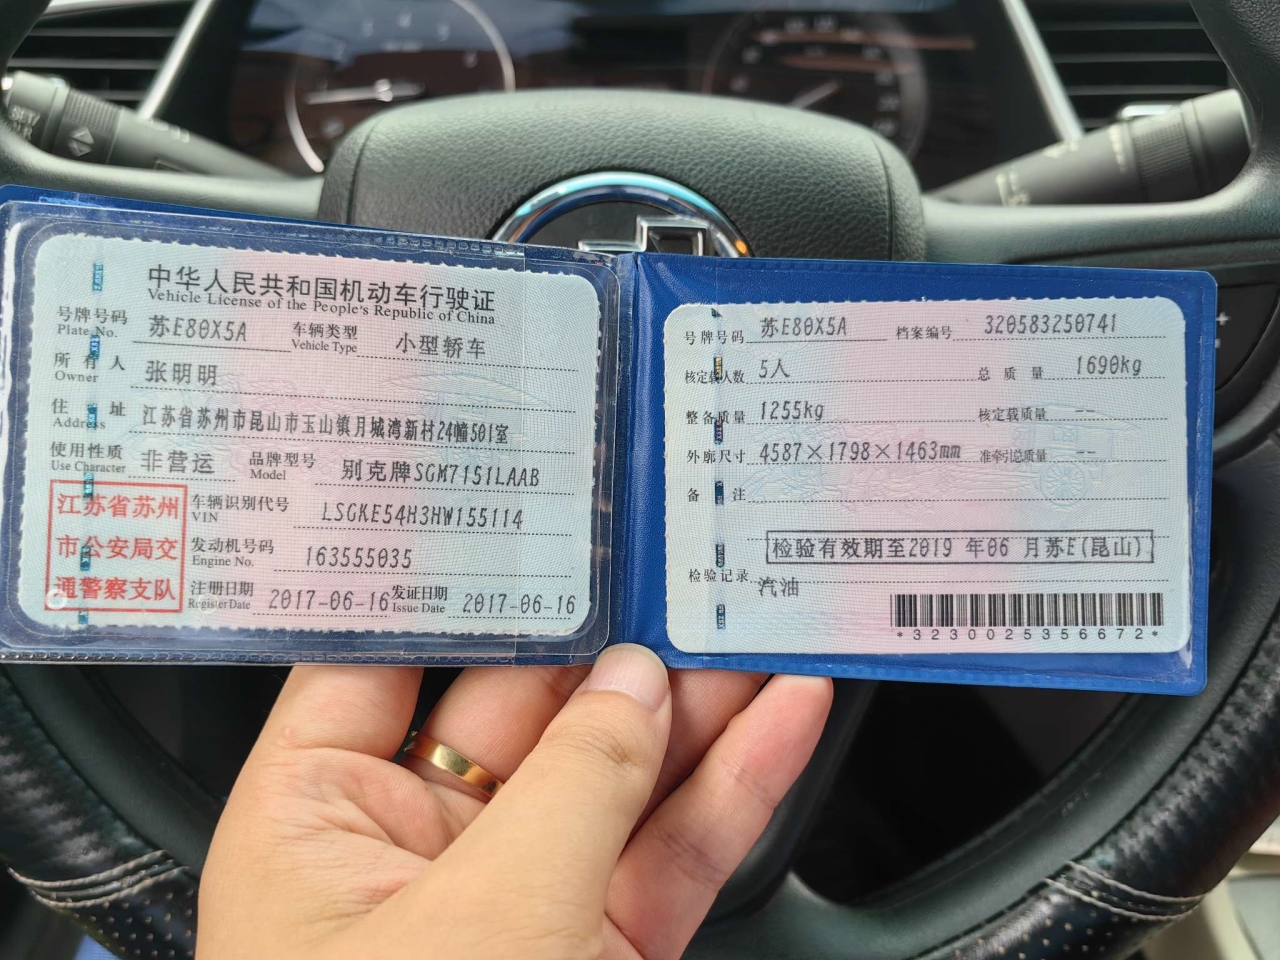 中华人民共和国机动车行驶证
Vehicle License of the People's Republic of China
号牌号码 苏E80X5A 车辆类型 小型轿车
Plate No. Vehicle Type
所有人 张明明
Owner
住址 江苏省苏州市昆山市玉山镇月城湾新村24幢501室
Address
使用性质 非营运 品牌型号 别克牌SGM7151LAAB
Use Character Model
江苏省苏州
市公安局交
通警察支队
车辆识别代号 LSGKE54H3HW155114
VIN
发动机号码 163555035
Engine No.
注册日期 2017-06-16 发证日期 2017-06-16
Register Date Issue Date
号牌号码 苏E80X5A 档案编号 320583250741
核定载人数 5人 总质量 1690kg
整备质量 1255kg 核定载质量 --
外廓尺寸 4587×1798×1463mm 准牵引总质量 --
备注
检验有效期至2019 年06 月苏E(昆山)
检验记录 汽油
*3230025356672*